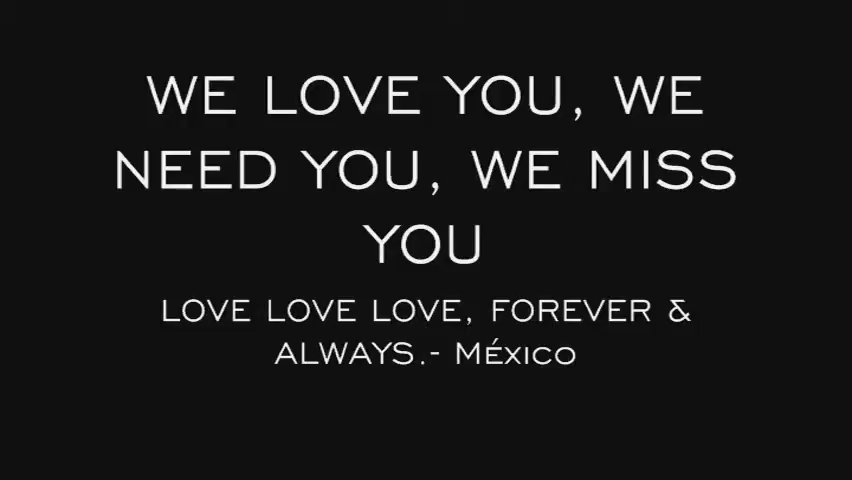 WE LOVE YOU, WE
NEED YOU, WE MISS
YOU
LOVE LOVE LOVE, FOREVER &
ALWAYS.- México